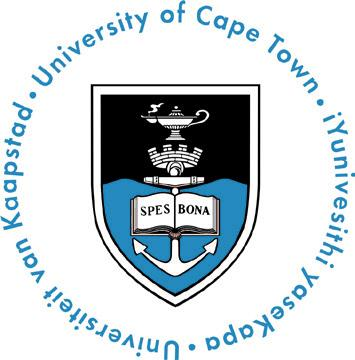 University of Cape Town • iYunivesithi yaseKapa • Universiteit van Kaapstad •
SPES BONA